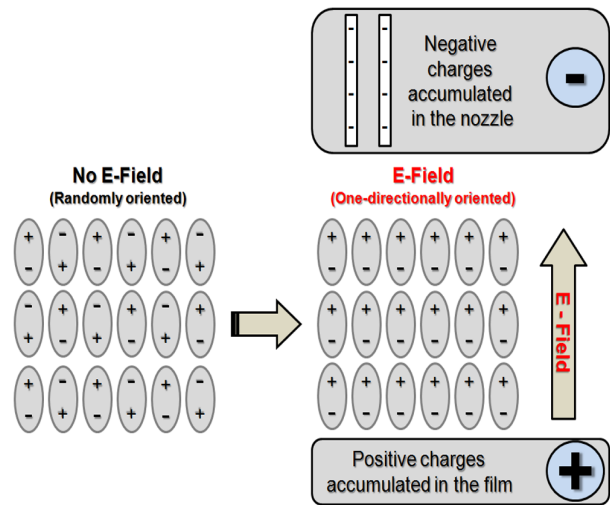 Negative
charges
accumulated
in the nozzle
-
- -
- -
- -
- -
No E-Field
(Randomly oriented)
E-Field
(One-directionally oriented)
+ - + - + -
- + - + - +
- + - + - +
+ - + - + -
+ - + - + -
- + - + - +
+ + + + + +
- - - - - -
+ + + + + +
- - - - - -
+ + + + + +
- - - - - -
E - Field
Positive charges
accumulated in the film
+